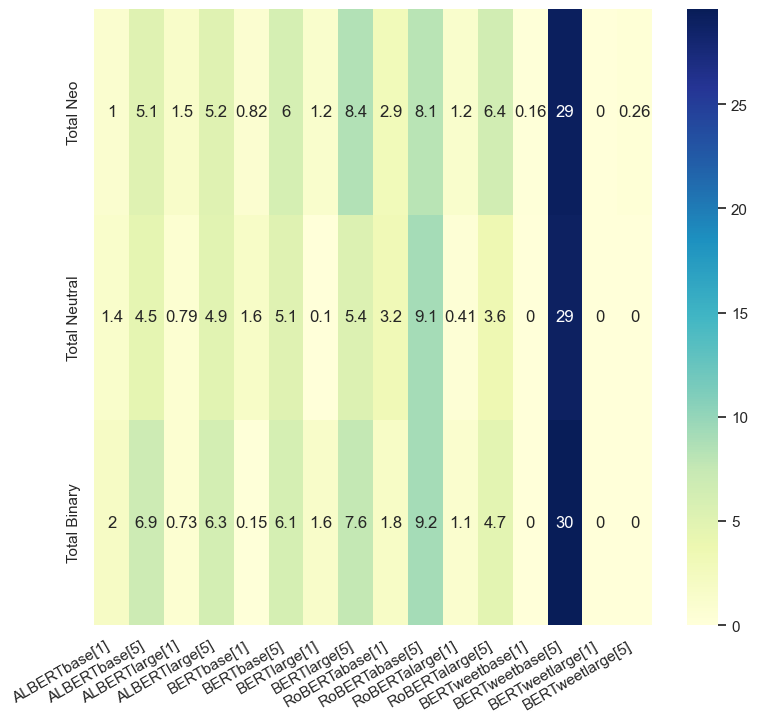 Total Neo
1 5.1 1.5 5.2 0.82 6 1.2 8.4 2.9 8.1 1.2 6.4 0.16 29 0 0.26
Total Neutral
1.4 4.5 0.79 4.9 1.6 5.1 0.1 5.4 3.2 9.1 0.41 3.6 0 29 0 0
Total Binary
2 6.9 0.73 6.3 0.15 6.1 1.6 7.6 1.8 9.2 1.1 4.7 0 30 0 0
ALBERTbase[1]
ALBERTbase[5]
ALBERTlarge[1]
ALBERTlarge[5]
BERTbase[1]
BERTbase[5]
BERTlarge[1]
BERTlarge[5]
RoBERTabase[1]
RoBERTabase[5]
RoBERTalarge[1]
RoBERTalarge[5]
BERTweetbase[1]
BERTweetbase[5]
BERTweetlarge[1]
BERTweetlarge[5]
25
20
15
10
5
0